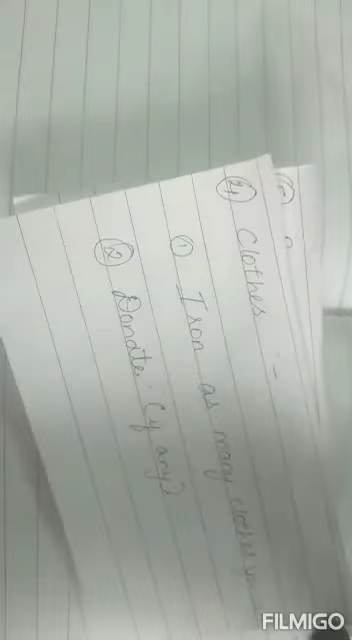 (4) Clothes :-
(1) Iron as many clothes
(2) Donate. (if any)
FILMIGO